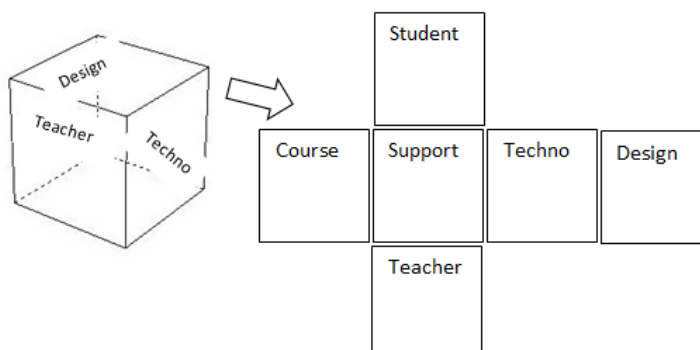 Design
Teacher
Techno
Student
Course
Support
Techno
Design
Teacher